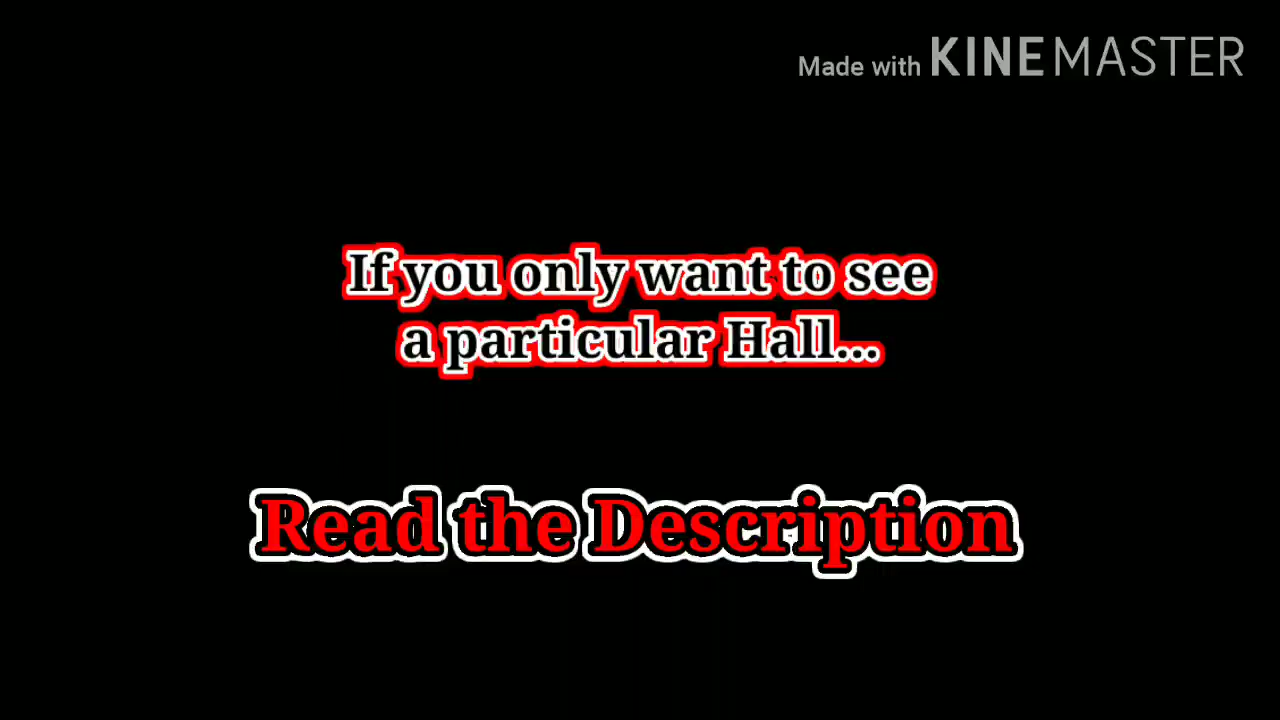 Made with KINEMASTER
If you only want to see
a particular Hall...
Read the Description